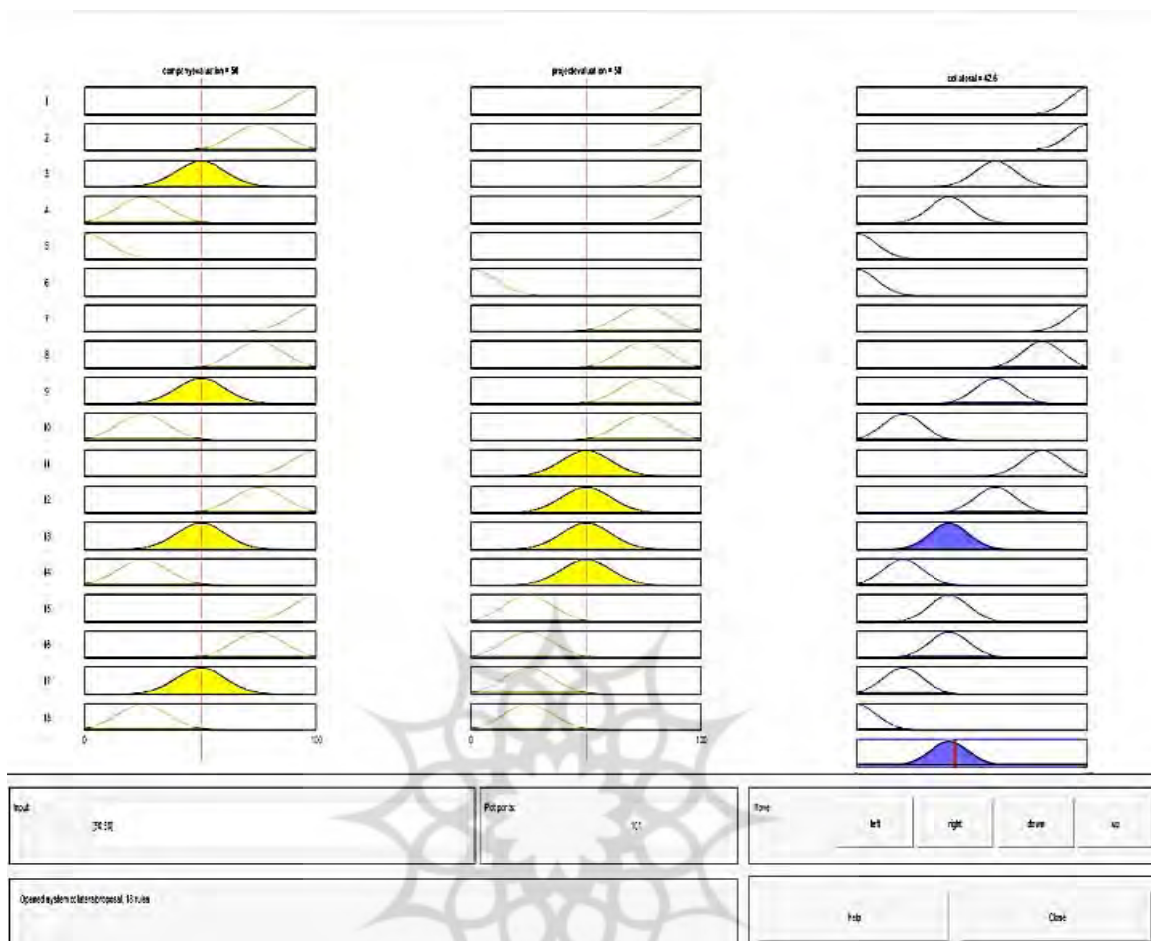 companyevaluation = 50
projectevaluation = 50
collateral = 42.6
1
2
3
4
5
6
7
8
9
10
11
12
13
14
15
16
17
18
0
100
0
100
Input:
[50 50]
Plot points:
101
Move:
left
right
down
up
Opened system collateralproposal, 18 rules
Help
Close